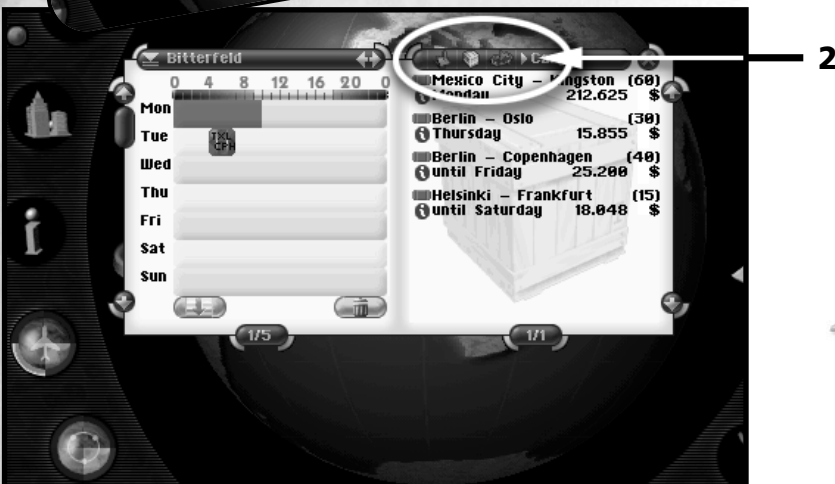 2
Bitterfeld
0 4 8 12 16 20 0
Mon
Tue
TXL
CPH
Wed
Thu
Fri
Sat
Sun
1/5
Mexico City – Kingston (60)
Monday 212.625 $
Berlin – Oslo (30)
Thursday 15.855 $
Berlin – Copenhagen (40)
until Friday 25.200 $
Helsinki – Frankfurt (15)
until Saturday 18.048 $
1/1